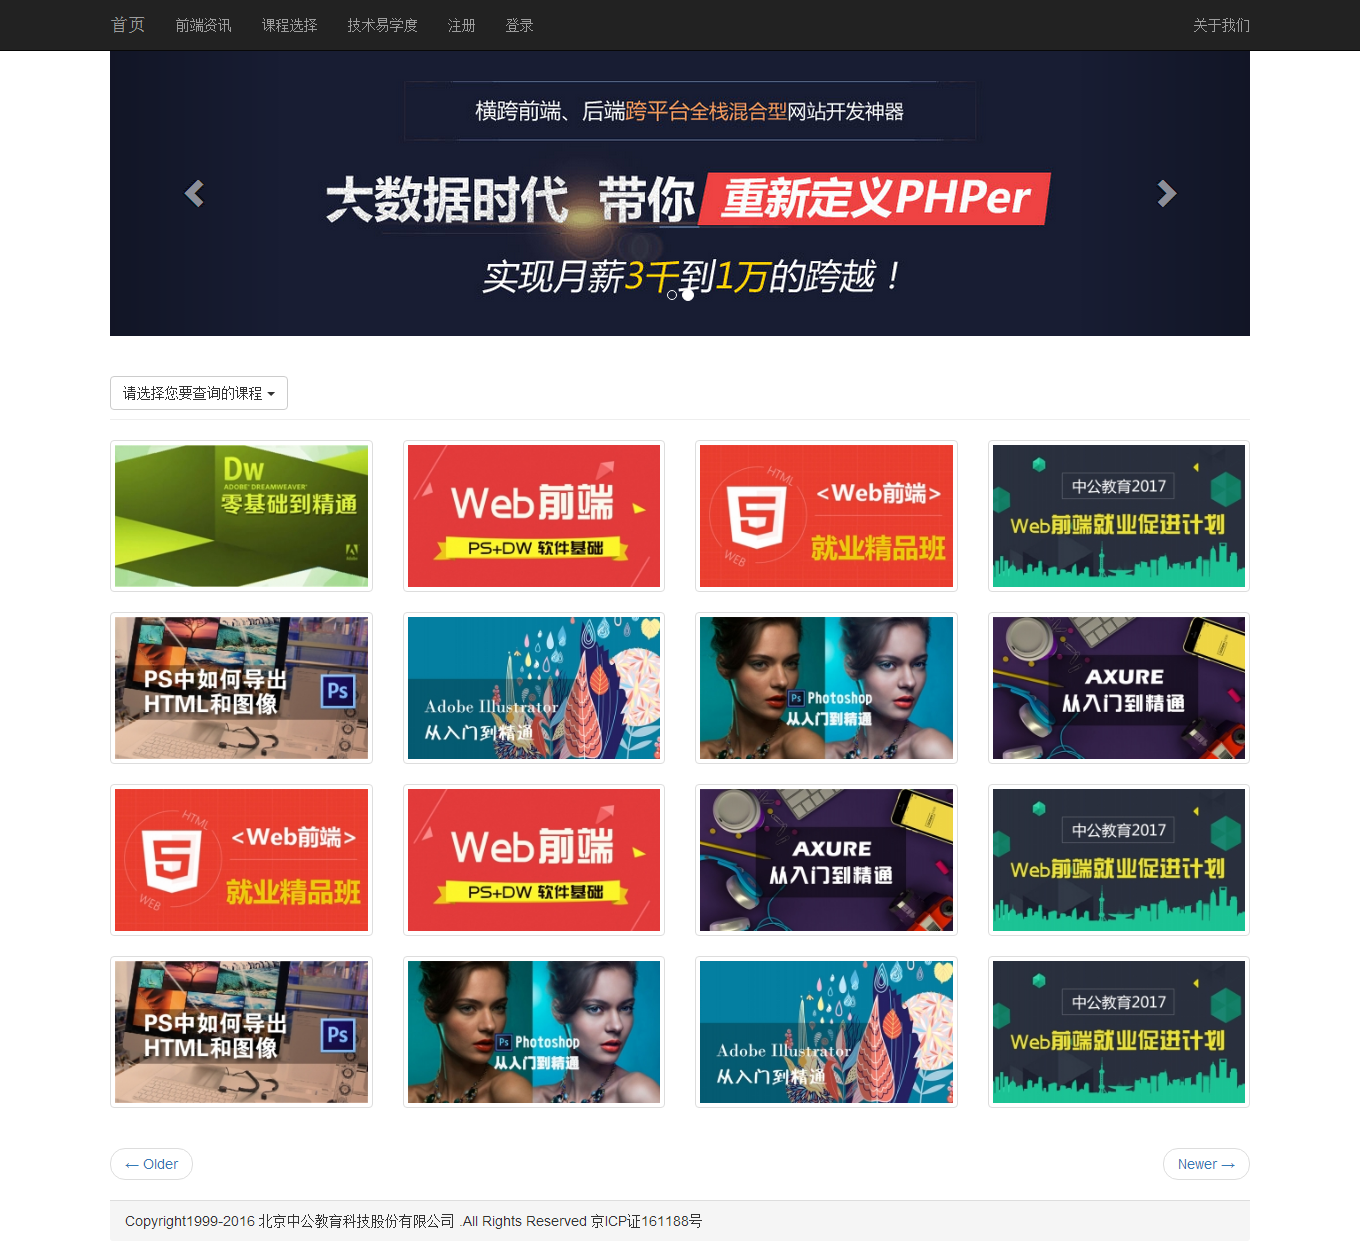 首页 前端资讯 课程选择 技术易学度 注册 登录 关于我们
横跨前端、后端跨平台全栈混合型网站开发神器
大数据时代 带你 重新定义PHPer
实现月薪3千到1万的跨越！
请选择您要查询的课程
Dw
ADOBE® DREAMWEAVER®
零基础到精通
Web前端
PS+DW 软件基础
HTML
5
WEB
<Web前端>
就业精品班
中公教育2017
Web前端就业促进计划
PS中如何导出
HTML和图像
Ps
Adobe Illustrator
从入门到精通
Ps Photoshop
从入门到精通
AXURE
从入门到精通
HTML
5
WEB
<Web前端>
就业精品班
Web前端
PS+DW 软件基础
AXURE
从入门到精通
中公教育2017
Web前端就业促进计划
PS中如何导出
HTML和图像
Ps
Ps Photoshop
从入门到精通
Adobe Illustrator
从入门到精通
中公教育2017
Web前端就业促进计划
← Older
Newer →
Copyright1999-2016 北京中公教育科技股份有限公司 .All Rights Reserved 京ICP证161188号